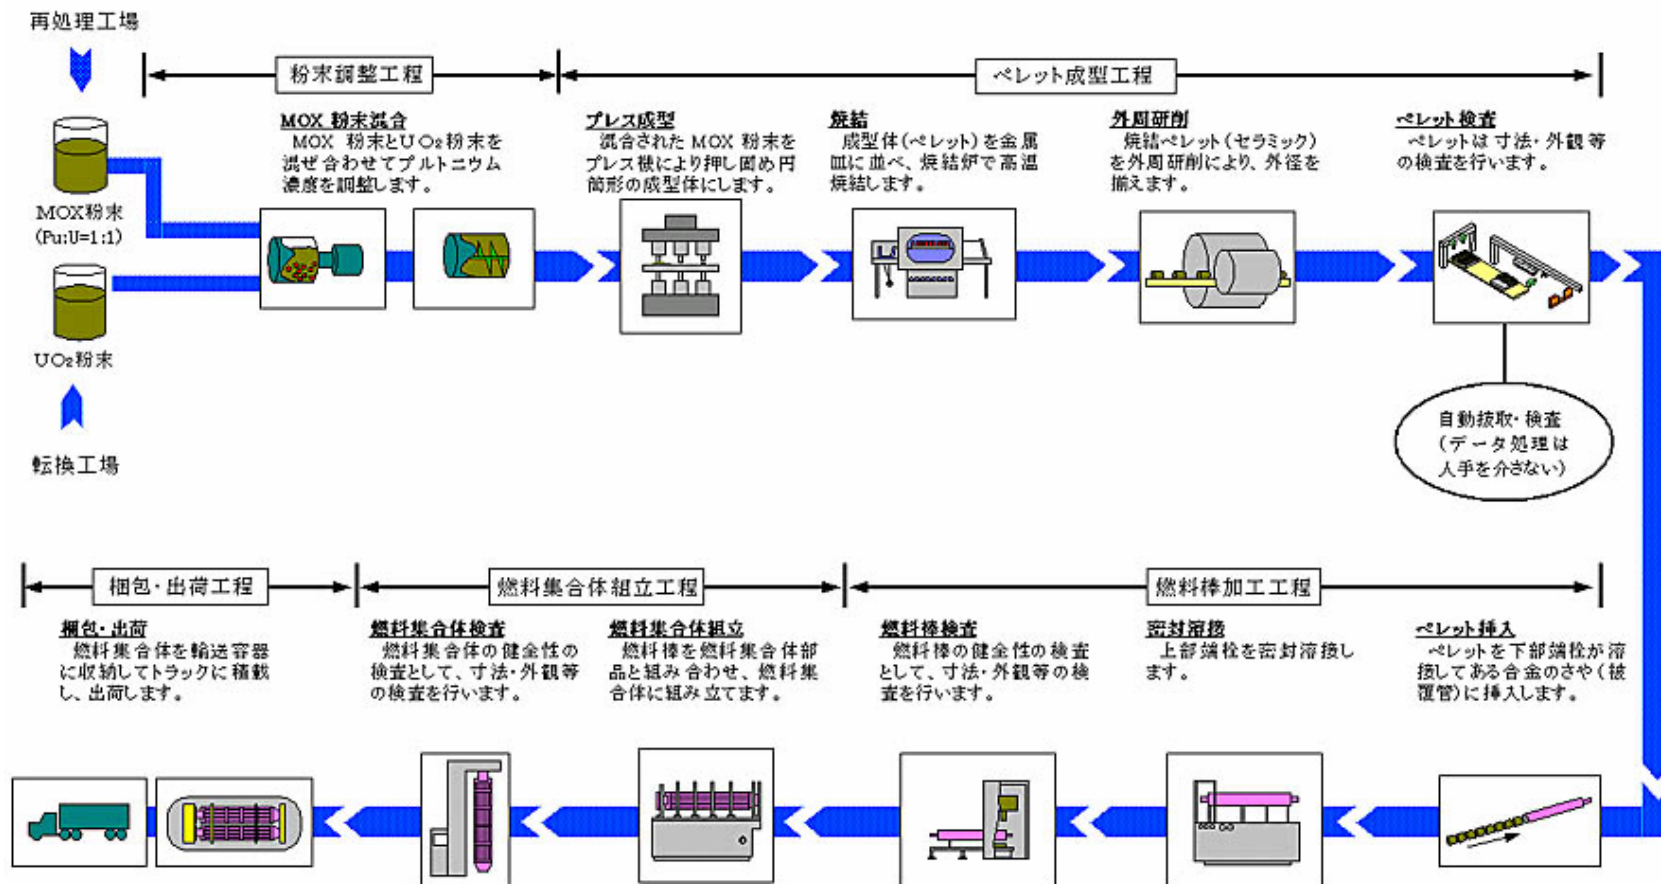 再処理工場
粉末調整工程
ペレット成型工程
MOX 粉末混合
MOX 粉末とUO₂粉末を
混ぜ合わせてプルトニウム
濃度を調整します。
プレス成型
混合された MOX 粉末を
プレス機により押し固め円
筒形の成型体にします。
焼結
成型体(ペレット)を金属
皿に並べ、焼結炉で高温
焼結します。
外周研削
焼結ペレット(セラミック)
を外周研削により、外径を
揃えます。
ペレット検査
ペレットは寸法・外観等
の検査を行います。
MOX粉末
(Pu:U=1:1)
UO₂粉末
転換工場
自動抜取・検査
(データ処理は
人手を介さない)
梱包・出荷工程
燃料集合体組立工程
燃料棒加工工程
梱包・出荷
燃料集合体を輸送容器
に収納してトラックに積載
し、出荷します。
燃料集合体検査
燃料集合体の健全性の
検査として、寸法・外観等
の検査を行います。
燃料集合体組立
燃料棒を燃料集合体部
品と組み合わせ、燃料集
合体に組み立てます。
燃料棒検査
燃料棒の健全性の検査
として、寸法・外観等の検
査を行います。
密封溶接
上部端栓を密封溶接し
ます。
ペレット挿入
ペレットを下部端栓が溶
接してある合金のさや(被
覆管)に挿入します。